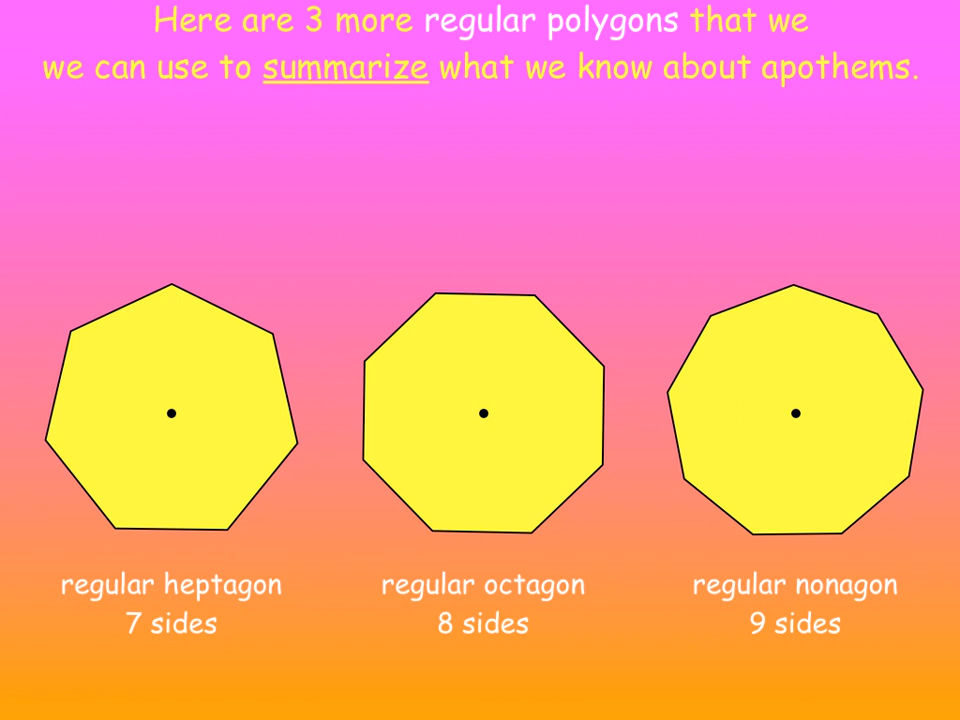 Here are 3 more regular polygons that we
we can use to summarize what we know about apothems.
regular heptagon
7 sides
regular octagon
8 sides
regular nonagon
9 sides